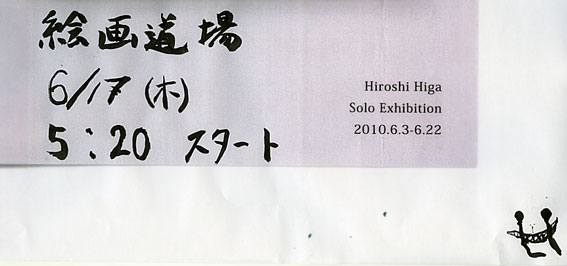 絵画道場
6/17 (木)
5:20 スタート
Hiroshi Higa
Solo Exhibition
2010.6.3-6.22